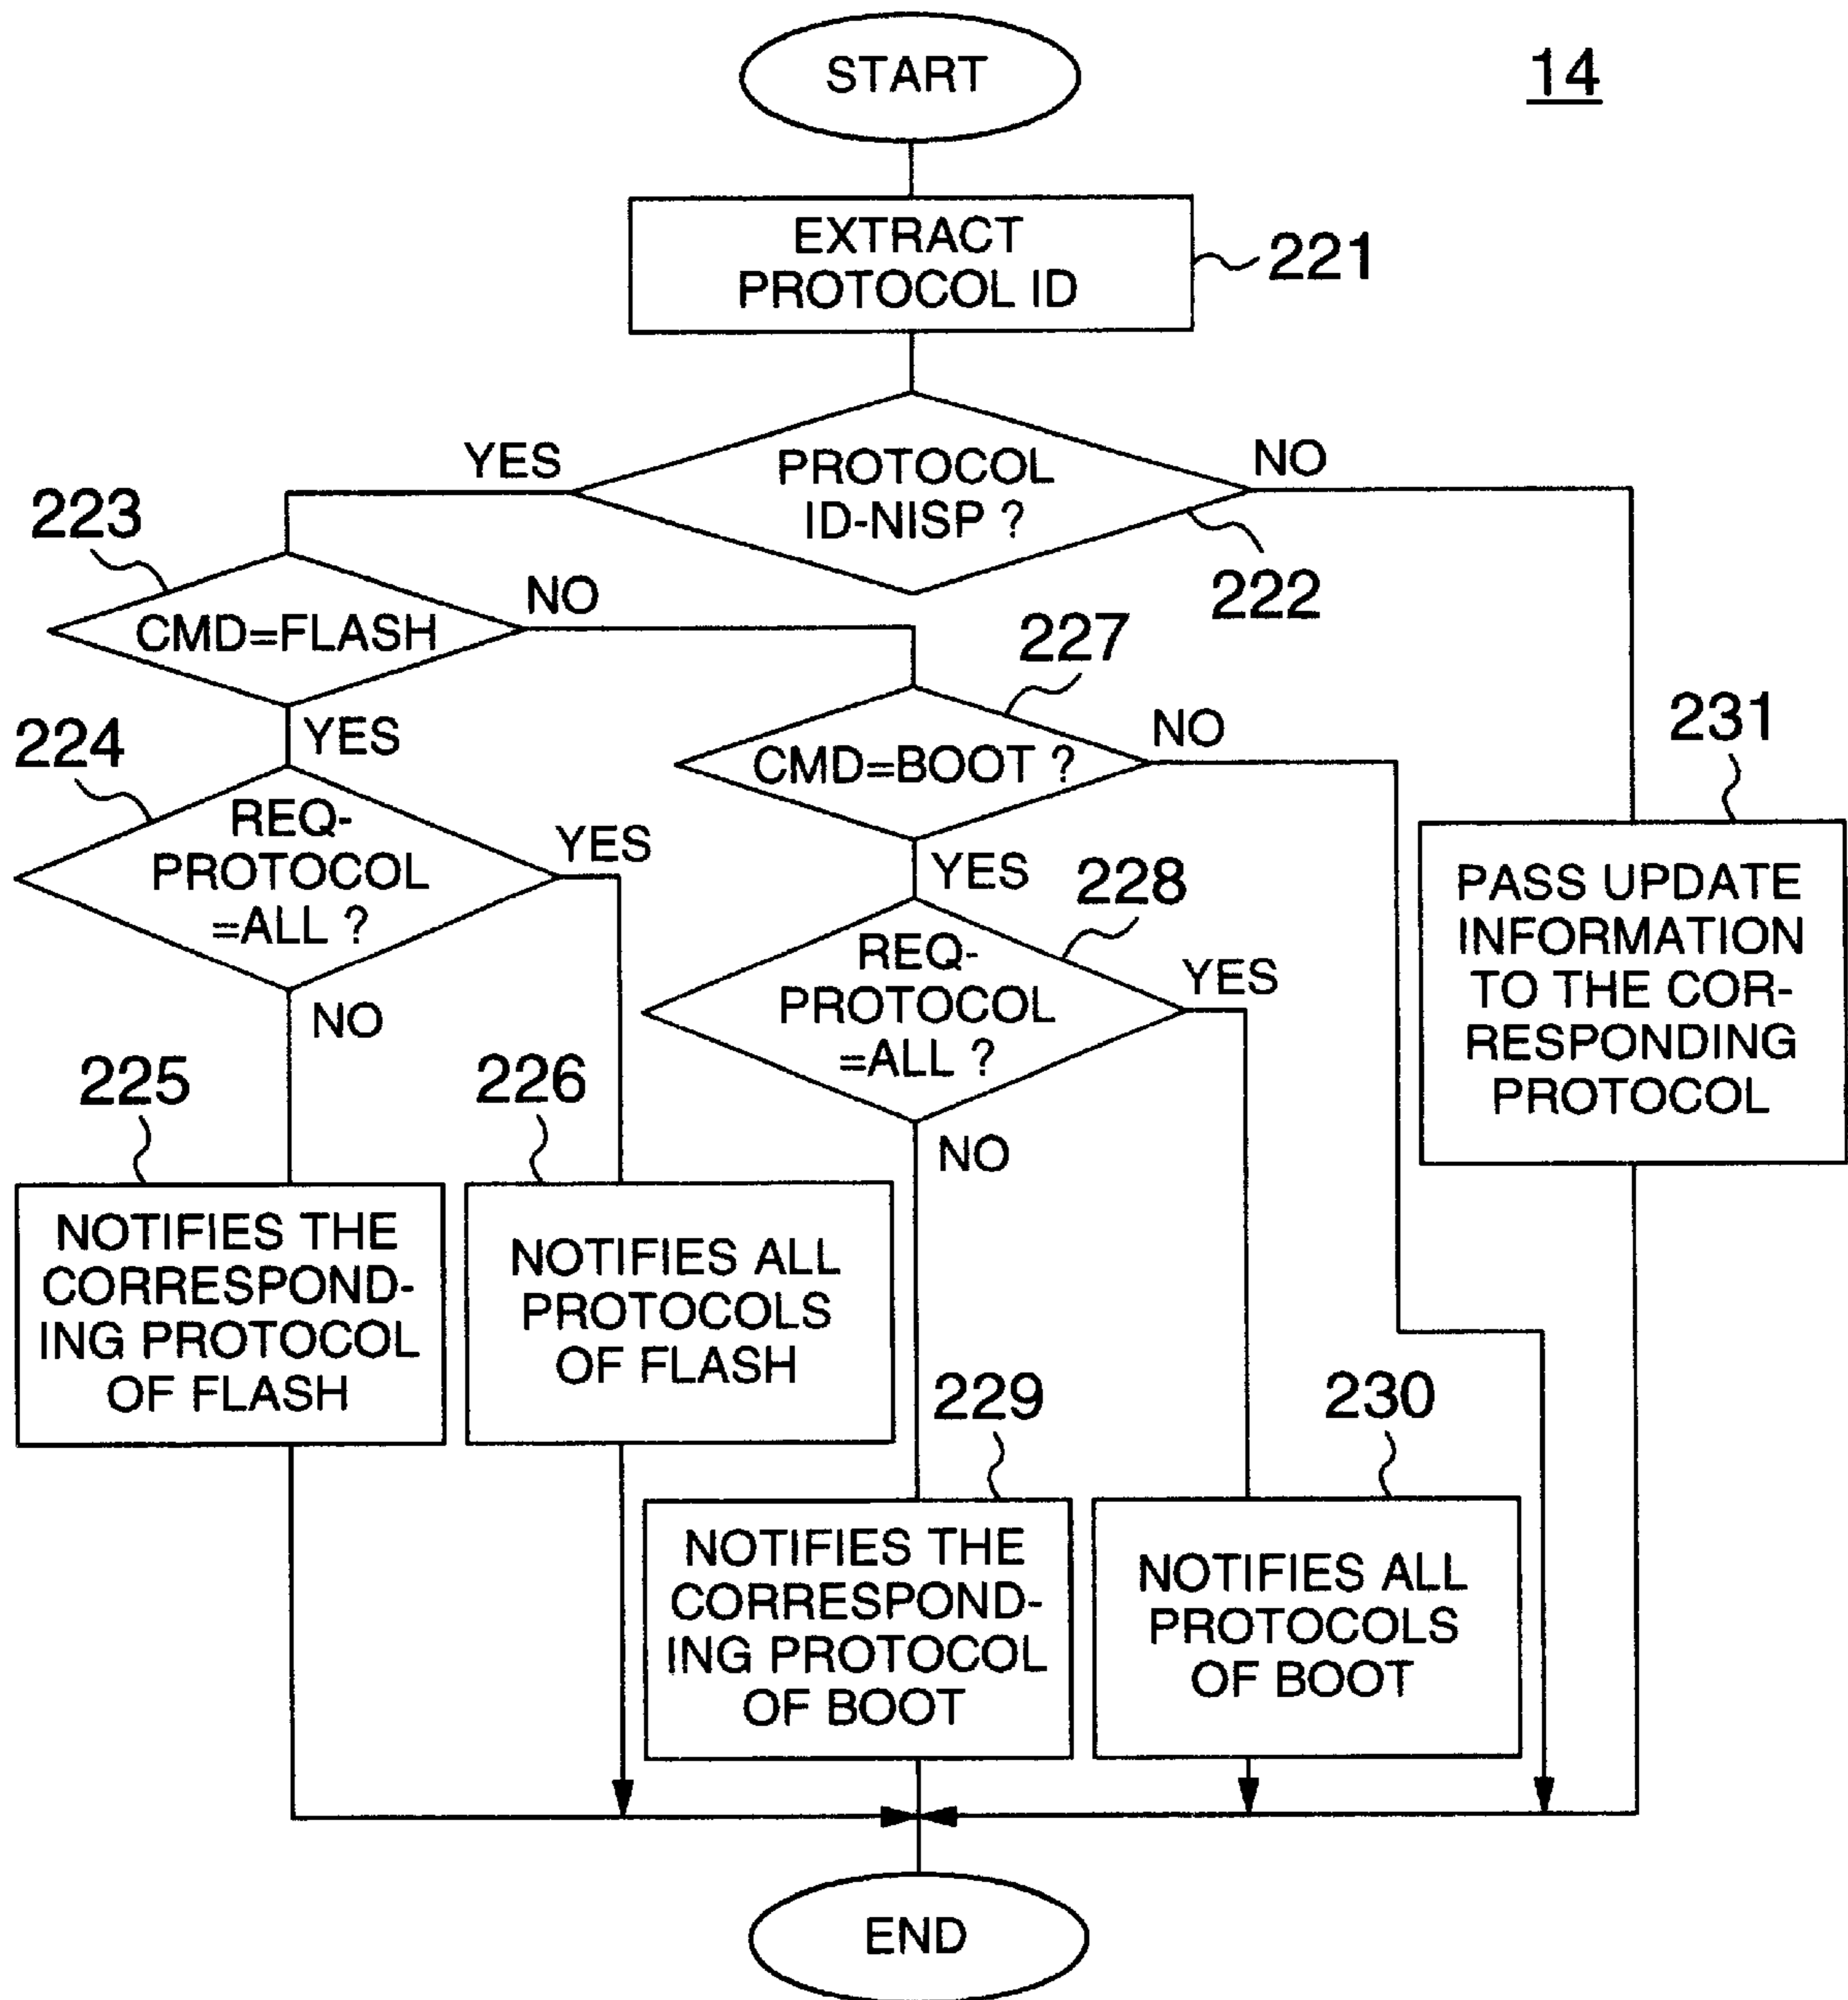 START
14
EXTRACT
PROTOCOL ID
221
YES
PROTOCOL
ID-NISP ?
NO
222
223
CMD=FLASH
NO
YES
227
CMD=BOOT ?
NO
YES
224
REQ-
PROTOCOL
=ALL ?
YES
NO
228
REQ-
PROTOCOL
=ALL ?
YES
NO
231
PASS UPDATE
INFORMATION
TO THE COR-
RESPONDING
PROTOCOL
225
NOTIFIES THE
CORRESPOND-
ING PROTOCOL
OF FLASH
226
NOTIFIES ALL
PROTOCOLS
OF FLASH
229
NOTIFIES THE
CORRESPOND-
ING PROTOCOL
OF BOOT
230
NOTIFIES ALL
PROTOCOLS
OF BOOT
END